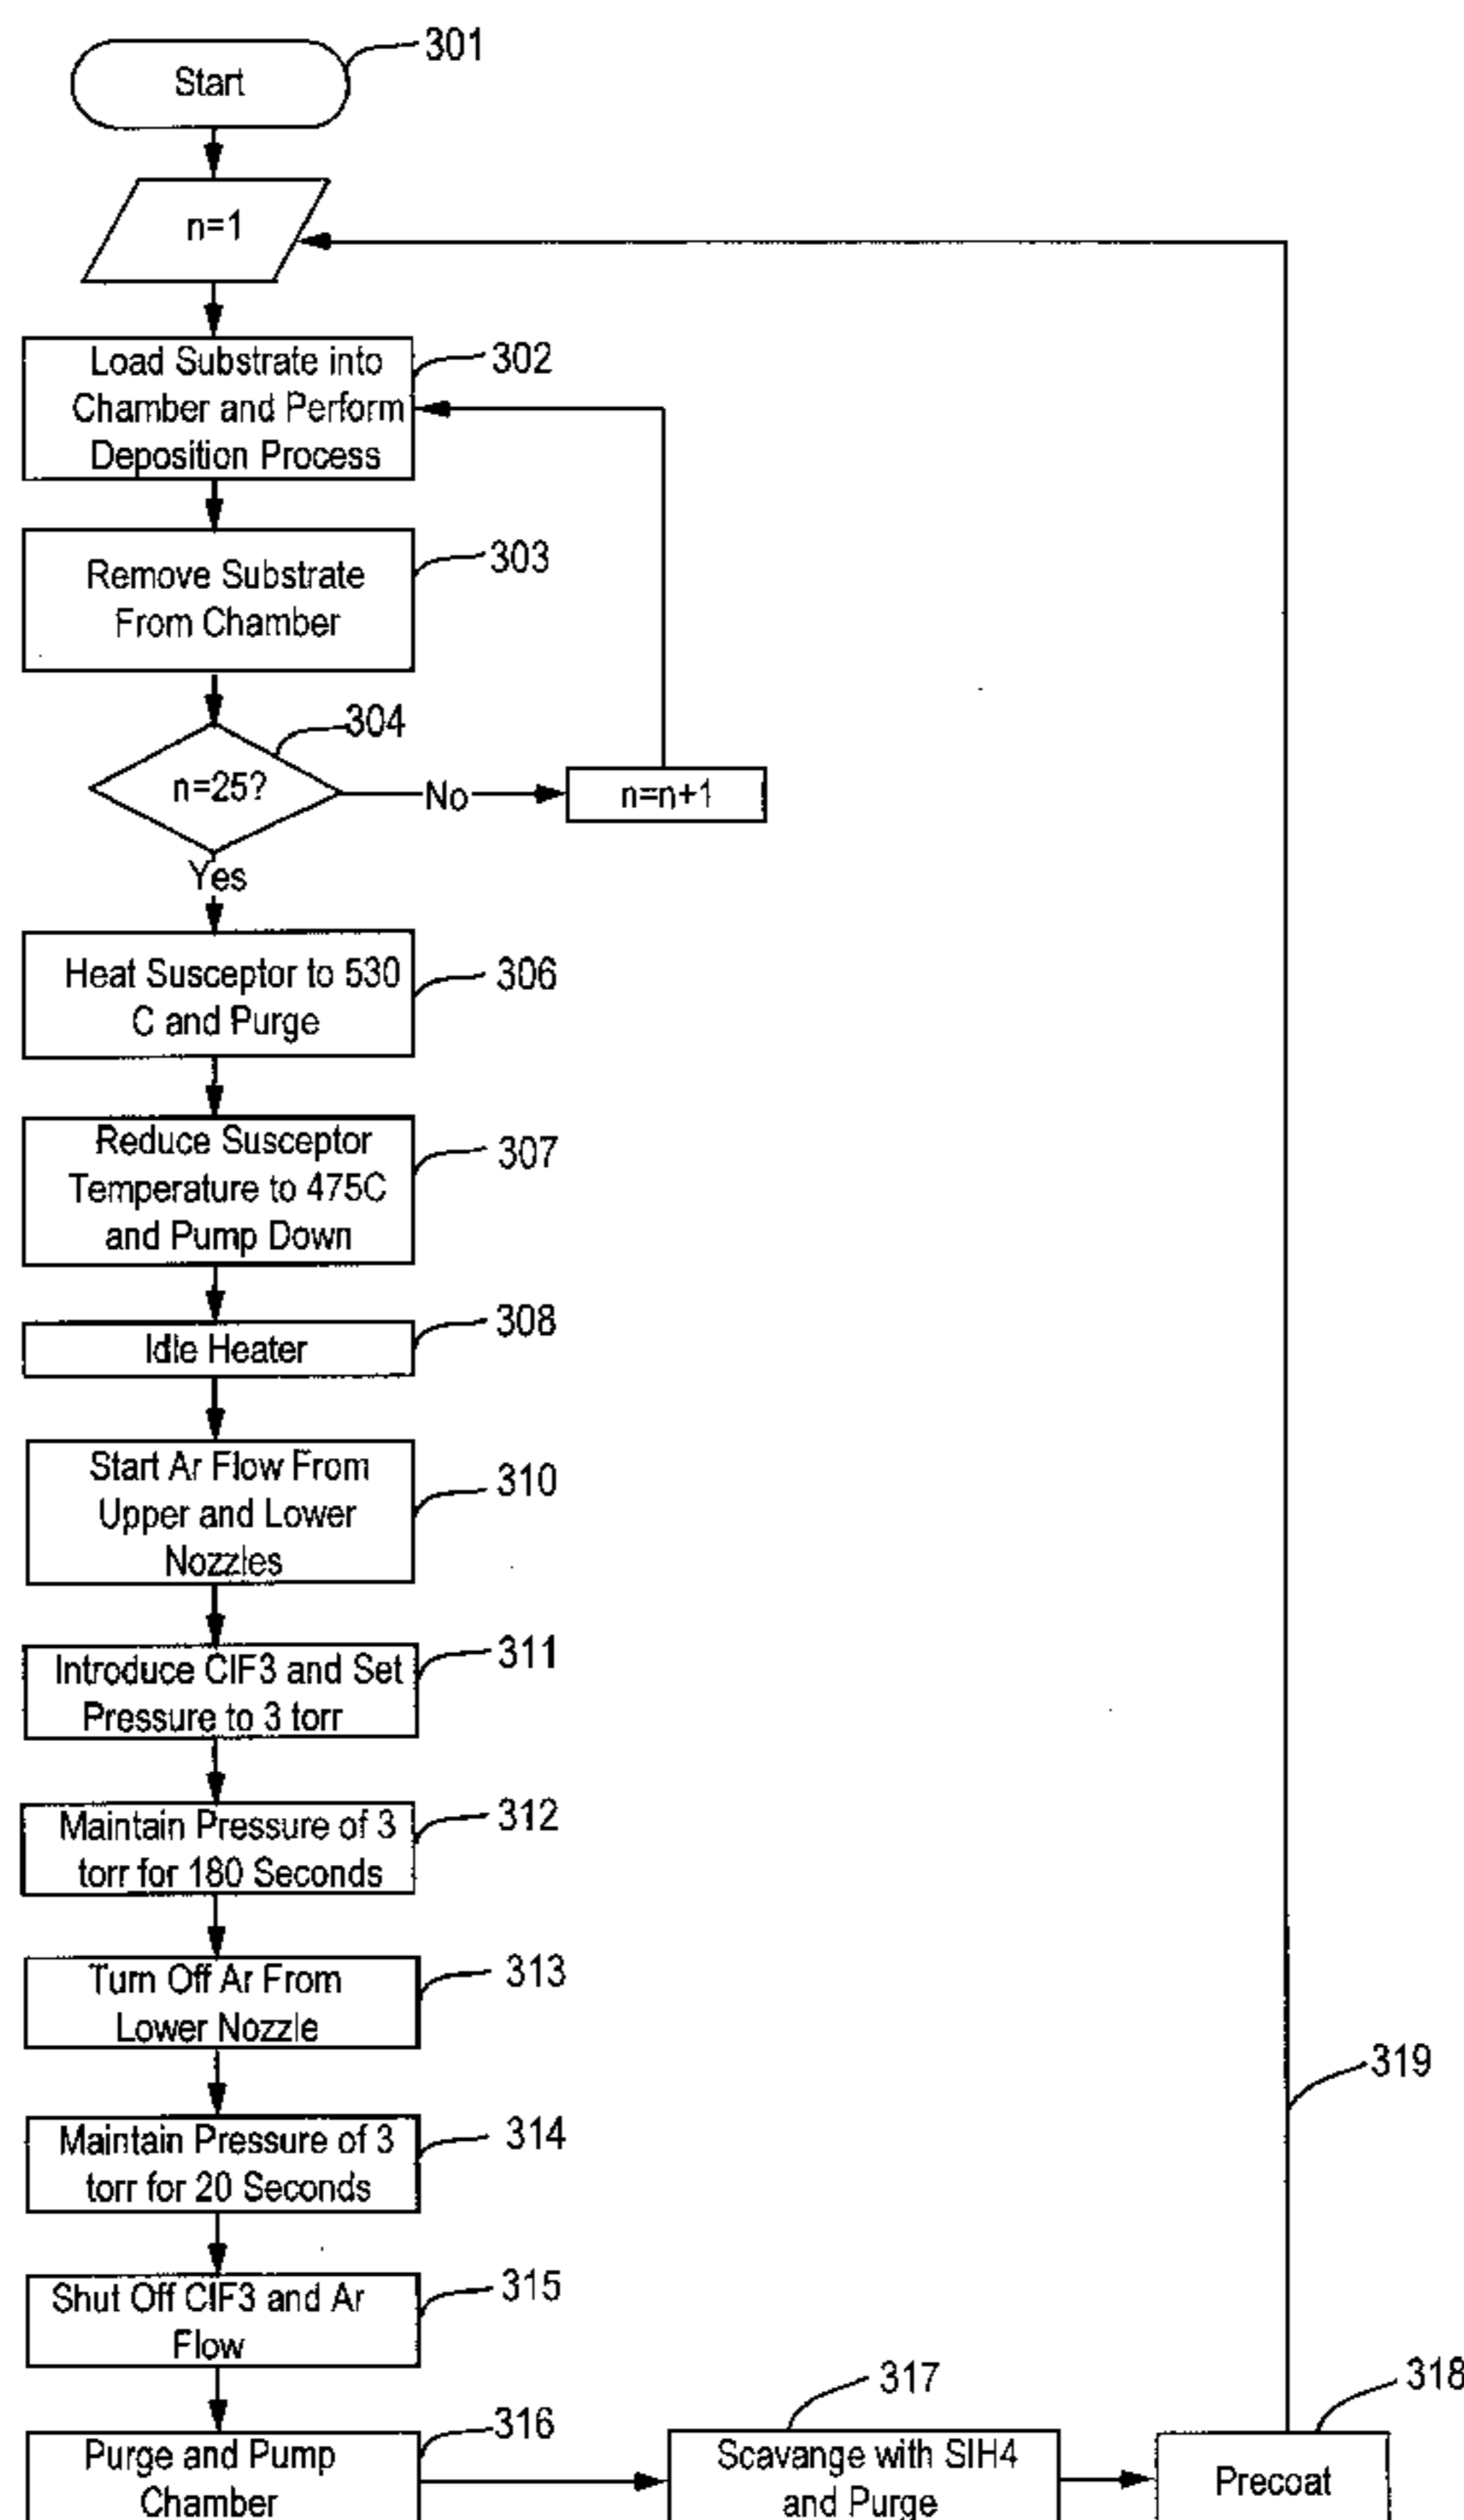 301
Start
n=1
302
Load Substrate into
Chamber and Perform
Deposition Process
303
Remove Substrate
From Chamber
304
n=25?
No
n=n+1
Yes
306
Heat Susceptor to 530
C and Purge
307
Reduce Susceptor
Temperature to 475C
and Pump Down
308
Idle Heater
310
Start Ar Flow From
Upper and Lower
Nozzles
311
Introduce ClF3 and Set
Pressure to 3 torr
312
Maintain Pressure of 3
torr for 180 Seconds
313
Turn Off Ar From
Lower Nozzle
319
314
Maintain Pressure of 3
torr for 20 Seconds
315
Shut Off ClF3 and Ar
Flow
316
Purge and Pump
Chamber
317
Scavange with SIH4
and Purge
318
Precoat